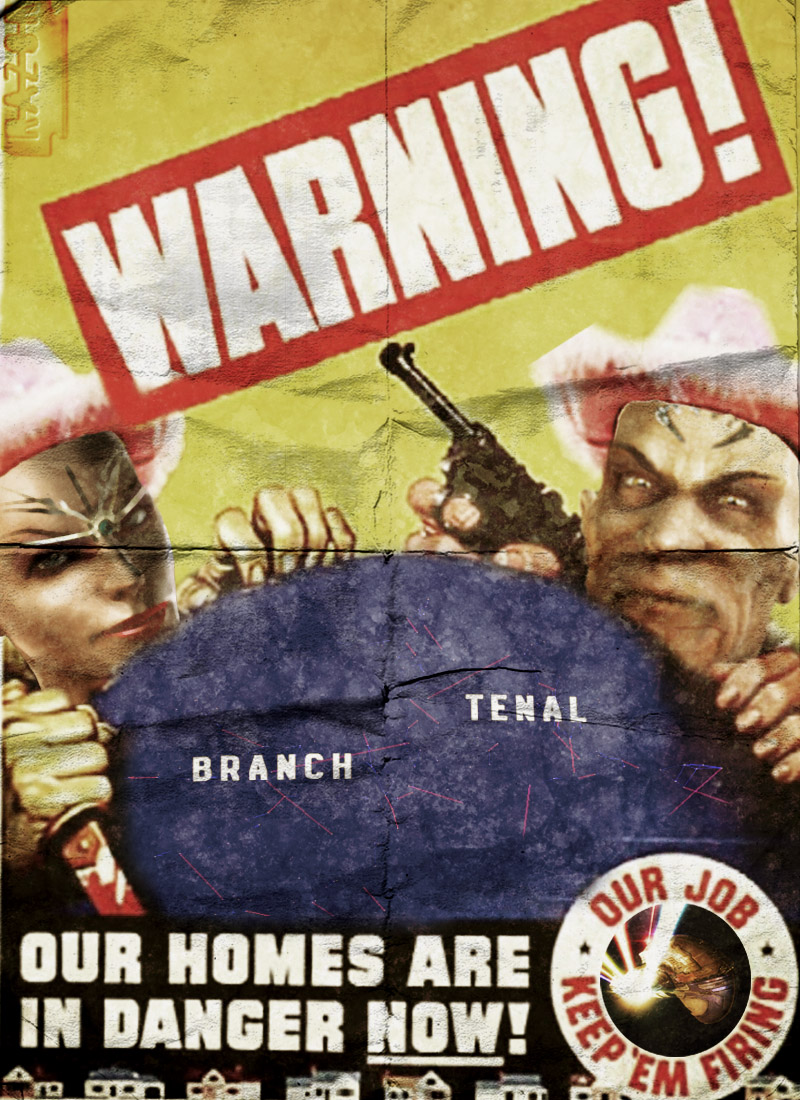 WARNING!
TENAL
BRANCH
OUR HOMES ARE
IN DANGER NOW!
OUR JOB
KEEP 'EM FIRING